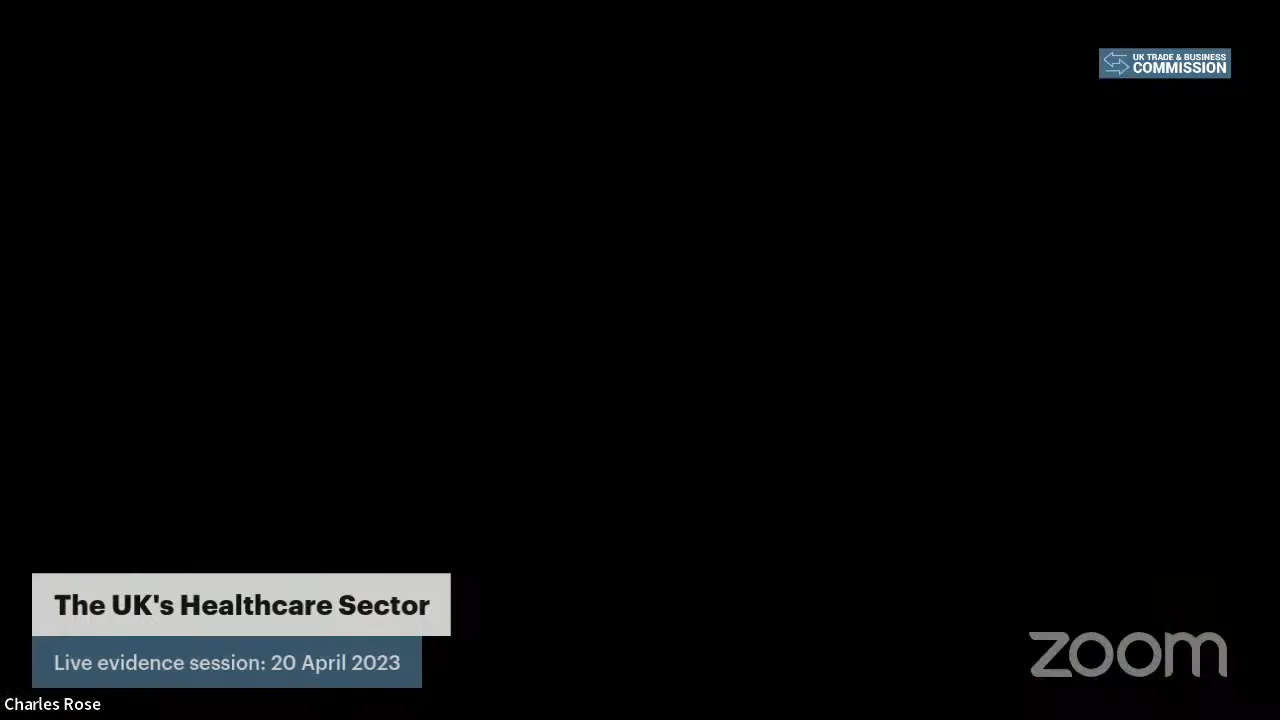 UK TRADE & BUSINESS
COMMISSION
The UK's Healthcare Sector
Live evidence session: 20 April 2023
zoom
Charles Rose